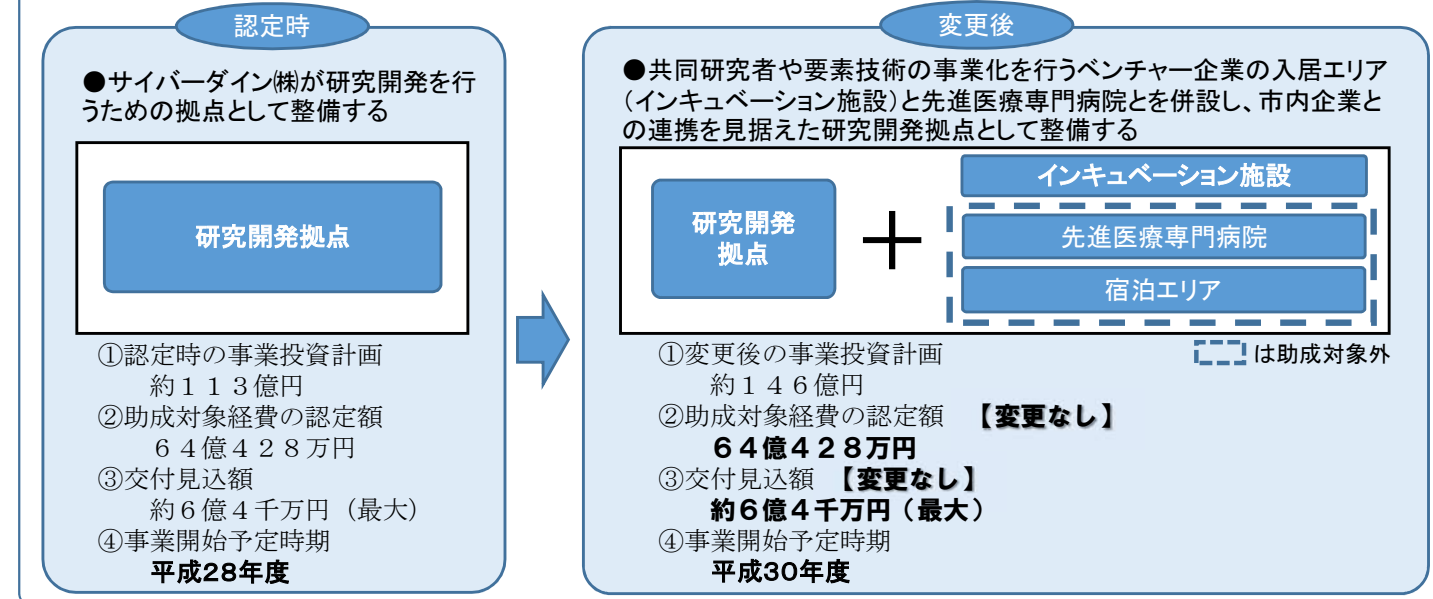 認定時
●サイバーダイン㈱が研究開発を行
うための拠点として整備する
研究開発拠点
①認定時の事業投資計画
約１１３億円
②助成対象経費の認定額
６４億４２８万円
③交付見込額
約６億４千万円（最大）
④事業開始予定時期
平成28年度
変更後
●共同研究者や要素技術の事業化を行うベンチャー企業の入居エリア
（インキュベーション施設）と先進医療専門病院とを併設し、市内企業と
の連携を見据えた研究開発拠点として整備する
研究開発
拠点
＋
インキュベーション施設
先進医療専門病院
宿泊エリア
は助成対象外
①変更後の事業投資計画
約１４６億円
②助成対象経費の認定額　【変更なし】
６４億４２８万円
③交付見込額　【変更なし】
約６億４千万円（最大）
④事業開始予定時期
平成30年度